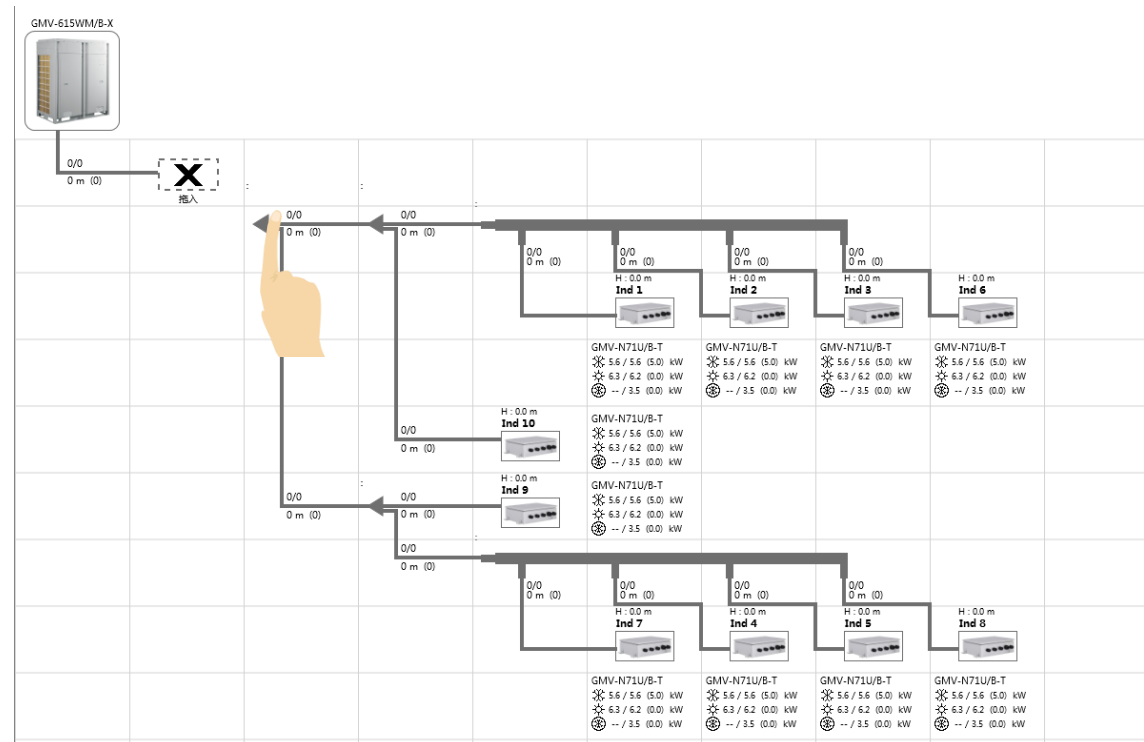 GMV-615WM/B-X
0/0
0 m (0)
拖入
:
:
:
0/0
0 m (0)
0/0
0 m (0)
0/0
0 m (0)
0/0
0 m (0)
0/0
0 m (0)
0/0
0 m (0)
H : 0.0 m
Ind 1
H : 0.0 m
Ind 2
H : 0.0 m
Ind 3
H : 0.0 m
Ind 6
GMV-N71U/B-T
5.6 / 5.6 (5.0) kW
6.3 / 6.2 (0.0) kW
-- / 3.5 (0.0) kW
GMV-N71U/B-T
5.6 / 5.6 (5.0) kW
6.3 / 6.2 (0.0) kW
-- / 3.5 (0.0) kW
GMV-N71U/B-T
5.6 / 5.6 (5.0) kW
6.3 / 6.2 (0.0) kW
-- / 3.5 (0.0) kW
GMV-N71U/B-T
5.6 / 5.6 (5.0) kW
6.3 / 6.2 (0.0) kW
-- / 3.5 (0.0) kW
0/0
0 m (0)
H : 0.0 m
Ind 10
GMV-N71U/B-T
5.6 / 5.6 (5.0) kW
6.3 / 6.2 (0.0) kW
-- / 3.5 (0.0) kW
0/0
0 m (0)
:
0/0
0 m (0)
H : 0.0 m
Ind 9
GMV-N71U/B-T
5.6 / 5.6 (5.0) kW
6.3 / 6.2 (0.0) kW
-- / 3.5 (0.0) kW
0/0
0 m (0)
:
0/0
0 m (0)
0/0
0 m (0)
0/0
0 m (0)
0/0
0 m (0)
H : 0.0 m
Ind 7
H : 0.0 m
Ind 4
H : 0.0 m
Ind 5
H : 0.0 m
Ind 8
GMV-N71U/B-T
5.6 / 5.6 (5.0) kW
6.3 / 6.2 (0.0) kW
-- / 3.5 (0.0) kW
GMV-N71U/B-T
5.6 / 5.6 (5.0) kW
6.3 / 6.2 (0.0) kW
-- / 3.5 (0.0) kW
GMV-N71U/B-T
5.6 / 5.6 (5.0) kW
6.3 / 6.2 (0.0) kW
-- / 3.5 (0.0) kW
GMV-N71U/B-T
5.6 / 5.6 (5.0) kW
6.3 / 6.2 (0.0) kW
-- / 3.5 (0.0) kW